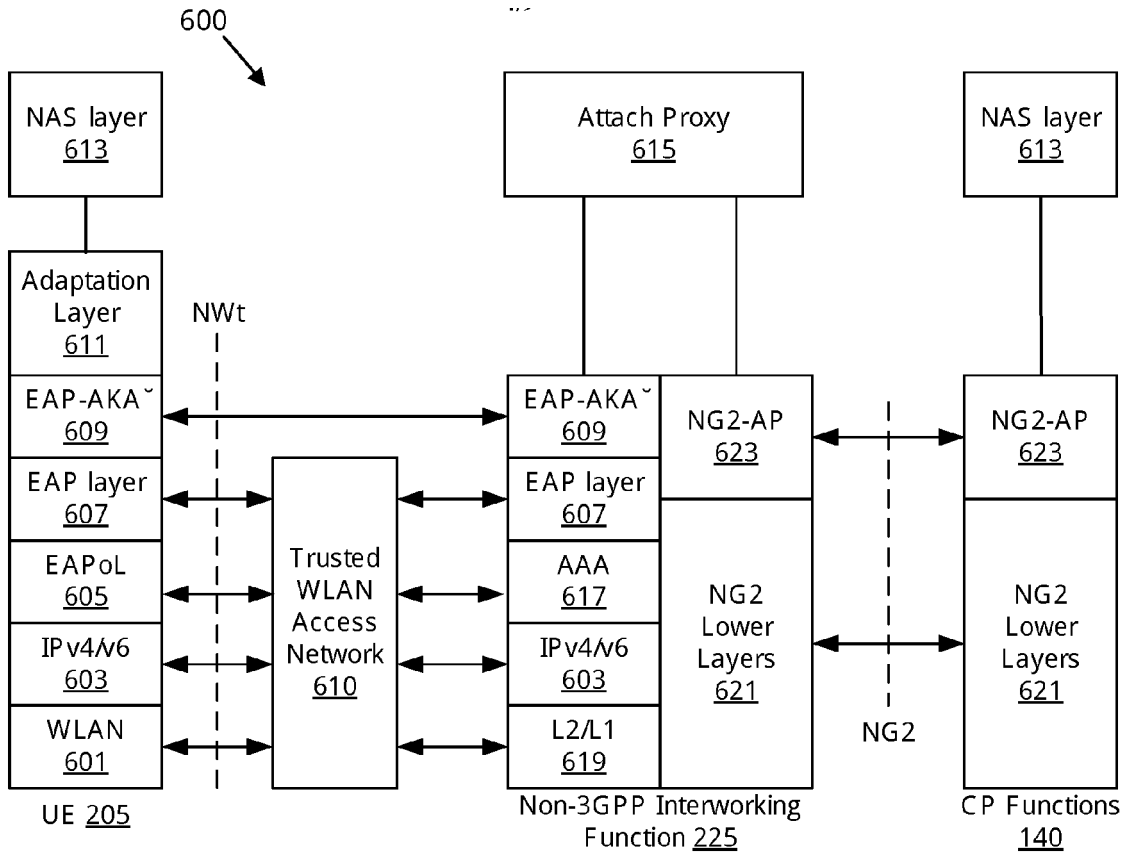 600
NAS layer
613
Attach Proxy
615
NAS layer
613
Adaptation
Layer
611
NWt
EAP-AKA˘
609
EAP-AKA˘
609
NG2-AP
623
NG2-AP
623
EAP layer
607
EAP layer
607
Trusted
WLAN
Access
Network
610
EAPoL
605
AAA
617
NG2
Lower
Layers
621
NG2
Lower
Layers
621
IPv4/v6
603
IPv4/v6
603
WLAN
601
L2/L1
619
NG2
UE 205
Non-3GPP Interworking
Function 225
CP Functions
140